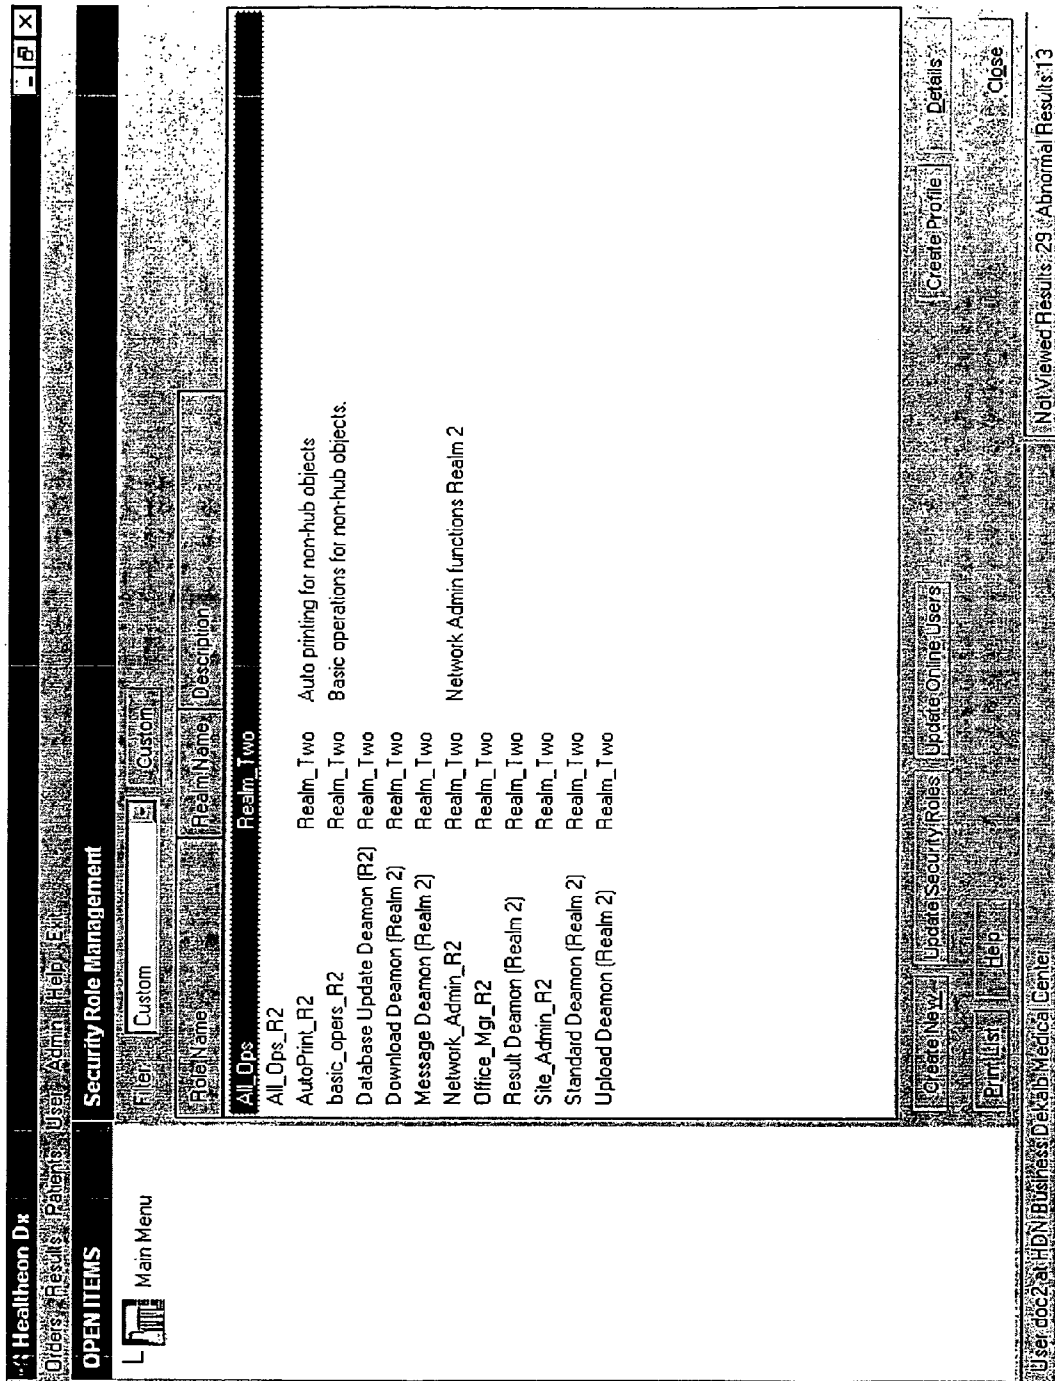 Healtheon Dx
Orders Results Patients User Admin Help Exit
OPEN ITEMS
Security Role Management
Main Menu
Filter: Custom Custom
Role Name Realm Name Description
All_Ops Realm_Two
All_Ops_R2
AutoPrint_R2 Realm_Two Auto printing for non-hub objects
basic_opers_R2 Realm_Two Basic operations for non-hub objects.
Database Update Deamon (R2) Realm_Two
Download Deamon (Realm 2) Realm_Two
Message Deamon (Realm 2) Realm_Two
Network_Admin_R2 Realm_Two Network Admin functions Realm 2
Office_Mgr_R2 Realm_Two
Result Deamon (Realm 2) Realm_Two
Site_Admin_R2 Realm_Two
Standard Deamon (Realm 2) Realm_Two
Upload Deamon (Realm 2) Realm_Two
Create New Update Security Roles Update Online Users Create Profile Details
Print List Help Close
User doc2 at HDN Business Dekalb Medical Center Not Viewed Results: 29 Abnormal Results:13